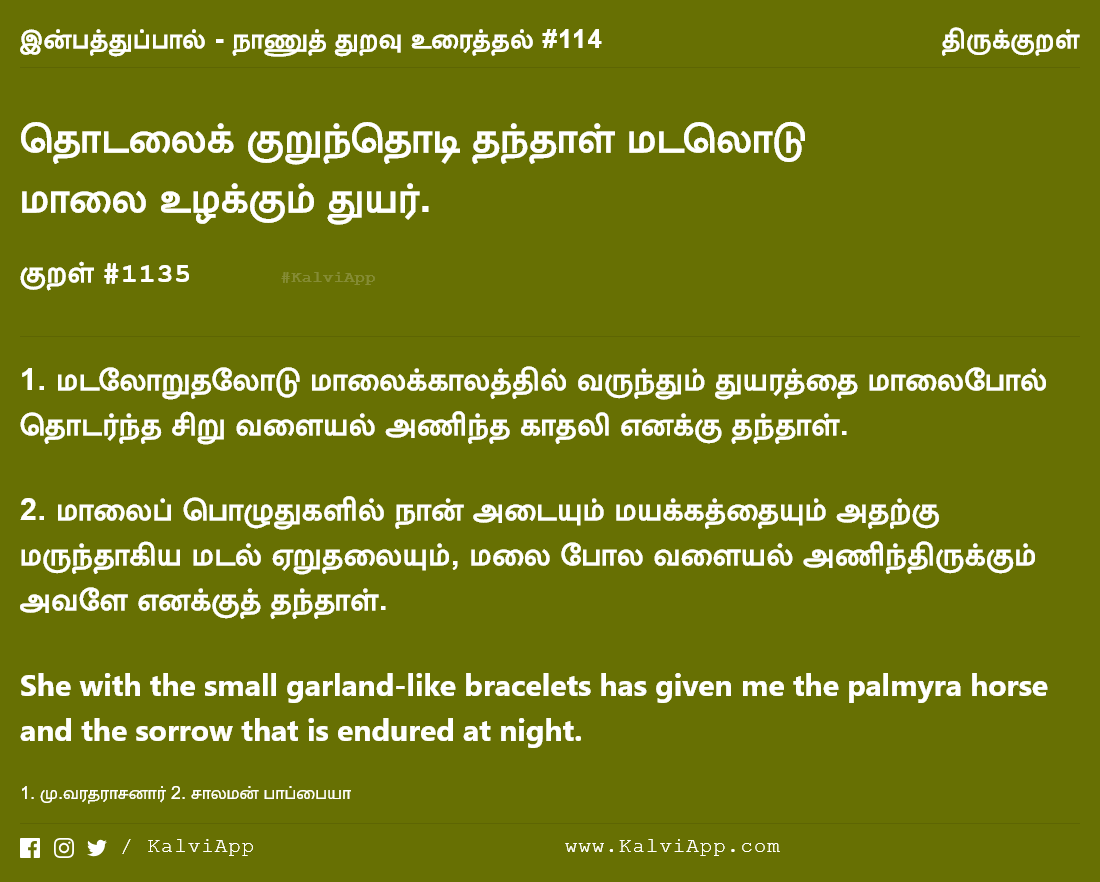 இன்பத்துப்பால் - நாணுத் துறவு உரைத்தல் #114
திருக்குறள்
தொடலைக் குறுந்தொடி தந்தாள் மடலொடு
மாலை உழக்கும் துயர்.
குறள் #1135
#KalviApp
1. மடலோறுதலோடு மாலைக்காலத்தில் வருந்தும் துயரத்தை மாலைபோல்
தொடர்ந்த சிறு வளையல் அணிந்த காதலி எனக்கு தந்தாள்.
2. மாலைப் பொழுதுகளில் நான் அடையும் மயக்கத்தையும் அதற்கு
மருந்தாகிய மடல் ஏறுதலையும், மலை போல வளையல் அணிந்திருக்கும்
அவளே எனக்குத் தந்தாள்.
She with the small garland-like bracelets has given me the palmyra horse
and the sorrow that is endured at night.
1. மு.வரதராசனார் 2. சாலமன் பாப்பையா
/ KalviApp
www.KalviApp.com